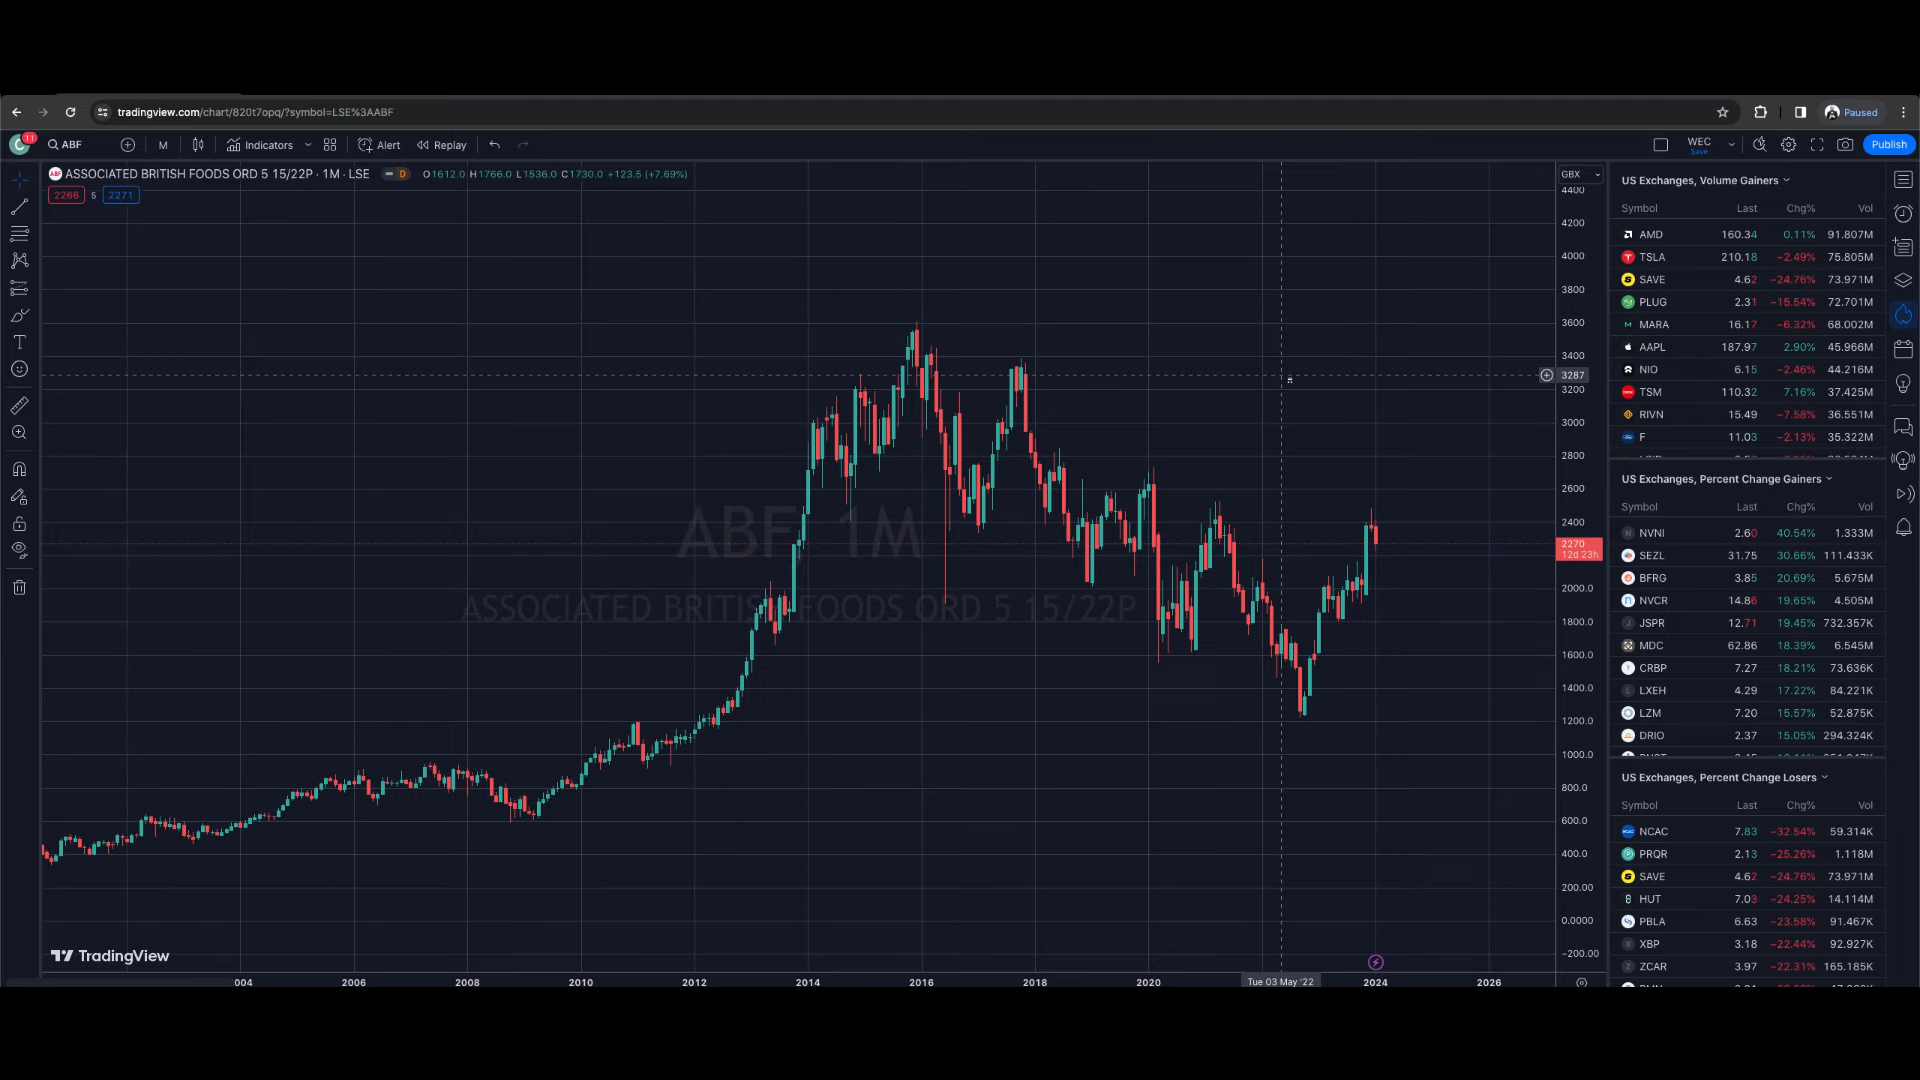 tradingview.com/chart/820t7opq/?symbol=LSE%3AABF
Paused
C 11 ABF M Indicators Alert Replay WEC Save Publish
ABF ASSOCIATED BRITISH FOODS ORD 5 15/22P · 1M · LSE D O1612.0 H1766.0 L1536.0 C1730.0 +123.5 (+7.69%)
2266 5 2271
GBX
4400
4200
4000
3800
3600
3400
3287
3200
3000
2800
2600
2400
2270
12d 23h
2000.0
1800.0
1600.0
1400.0
1200.0
1000.0
800.0
600.0
400.0
200.00
0.0000
−200.00
ABF, 1M
ASSOCIATED BRITISH FOODS ORD 5 15/22P
TradingView
004 2006 2008 2010 2012 2014 2016 2018 2020 Tue 03 May '22 2024 2026
US Exchanges, Volume Gainers
Symbol Last Chg% Vol
AMD 160.34 0.11% 91.807M
TSLA 210.18 −2.49% 75.805M
SAVE 4.62 −24.76% 73.971M
PLUG 2.31 −15.54% 72.701M
MARA 16.17 −6.32% 68.002M
AAPL 187.97 2.90% 45.966M
NIO 6.15 −2.46% 44.216M
TSM 110.32 7.16% 37.425M
RIVN 15.49 −7.58% 36.551M
F 11.03 −2.13% 35.322M
US Exchanges, Percent Change Gainers
Symbol Last Chg% Vol
NVNI 2.60 40.54% 1.333M
SEZL 31.75 30.66% 111.433K
BFRG 3.85 20.69% 5.675M
NVCR 14.86 19.65% 4.505M
JSPR 12.71 19.45% 732.357K
MDC 62.86 18.39% 6.545M
CRBP 7.27 18.21% 73.636K
LXEH 4.29 17.22% 84.221K
LZM 7.20 15.57% 52.875K
DRIO 2.37 15.05% 294.324K
US Exchanges, Percent Change Losers
Symbol Last Chg% Vol
NCAC 7.83 −32.54% 59.314K
PRQR 2.13 −25.26% 1.118M
SAVE 4.62 −24.76% 73.971M
HUT 7.03 −24.25% 14.114M
PBLA 6.63 −23.58% 91.467K
XBP 3.18 −22.44% 92.927K
ZCAR 3.97 −22.31% 165.185K